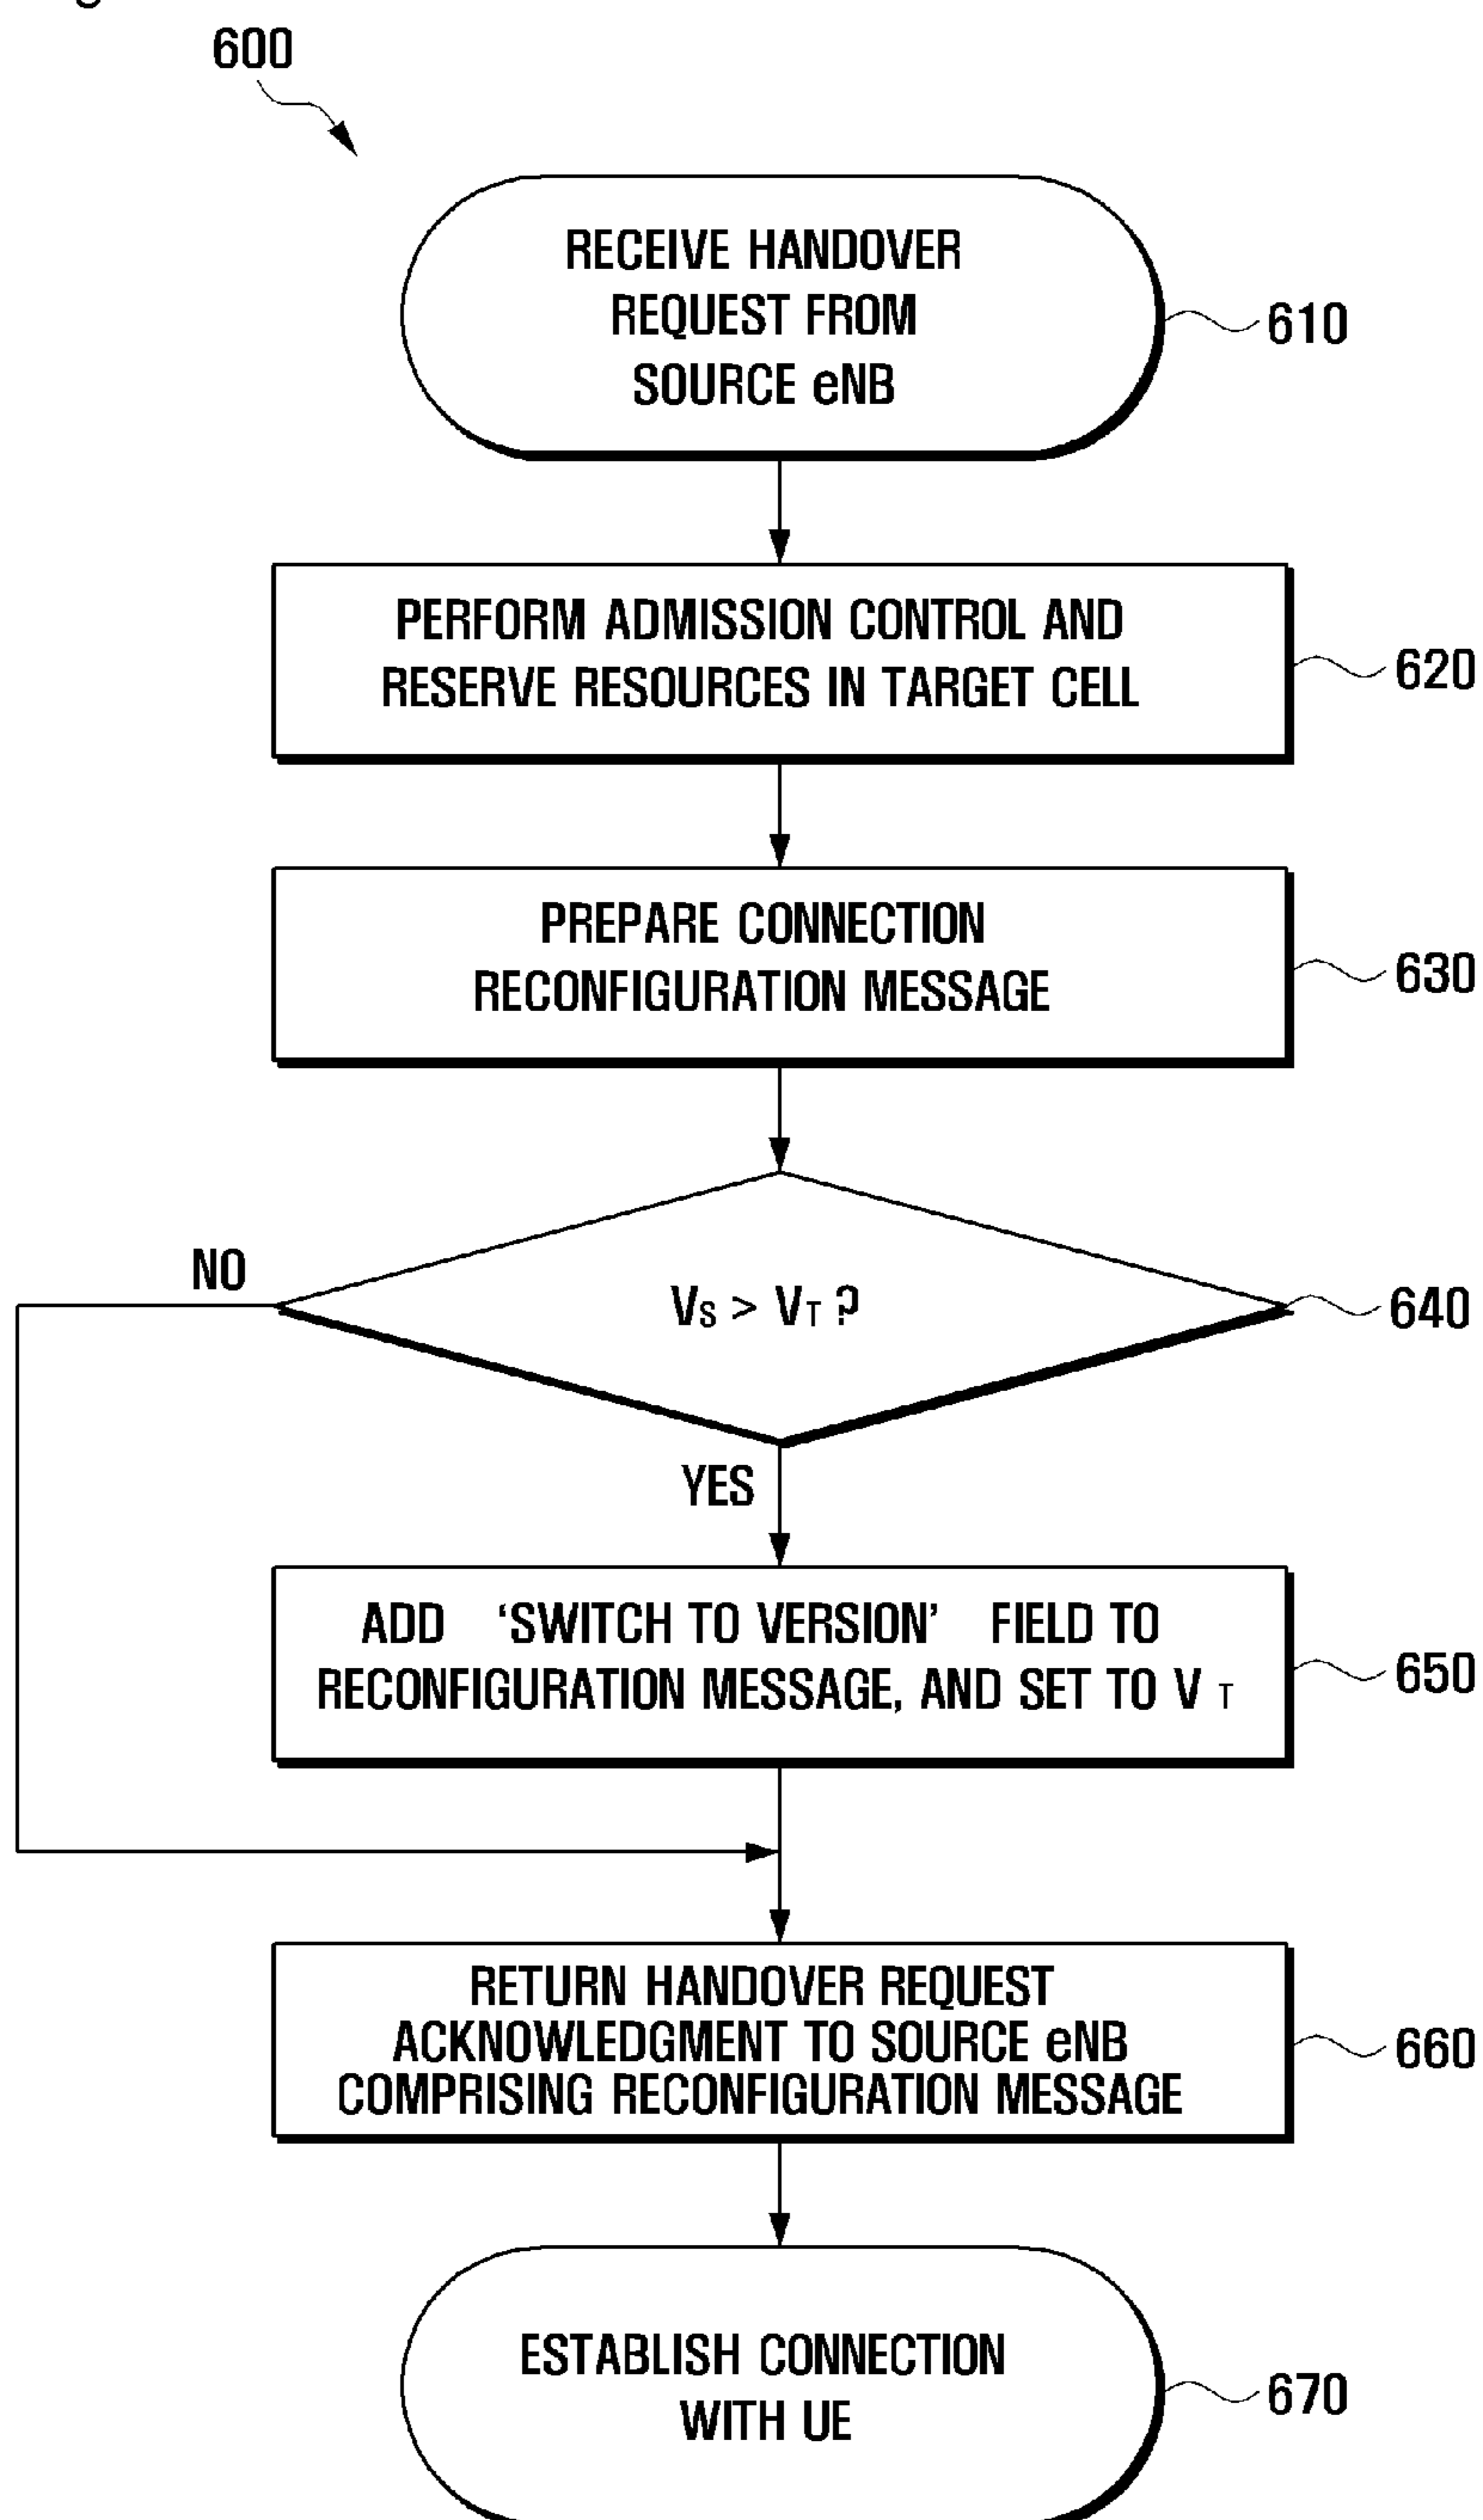 600
RECEIVE HANDOVER
REQUEST FROM
SOURCE eNB
610
PERFORM ADMISSION CONTROL AND
RESERVE RESOURCES IN TARGET CELL
620
PREPARE CONNECTION
RECONFIGURATION MESSAGE
630
NO
VS > VT ?
640
YES
ADD 'SWITCH TO VERSION' FIELD TO
RECONFIGURATION MESSAGE, AND SET TO V T
650
RETURN HANDOVER REQUEST
ACKNOWLEDGMENT TO SOURCE eNB
COMPRISING RECONFIGURATION MESSAGE
660
ESTABLISH CONNECTION
WITH UE
670